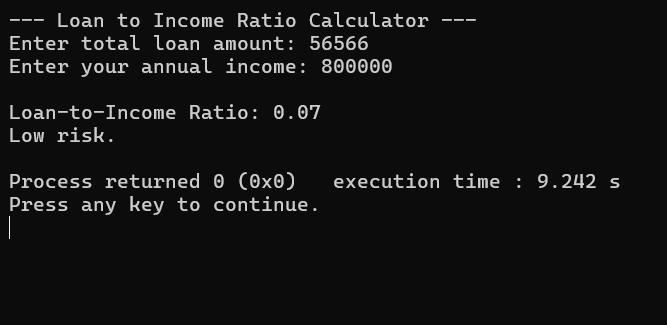 --- Loan to Income Ratio Calculator ---
Enter total loan amount: 56566
Enter your annual income: 800000
Loan-to-Income Ratio: 0.07
Low risk.
Process returned 0 (0x0)   execution time : 9.242 s
Press any key to continue.